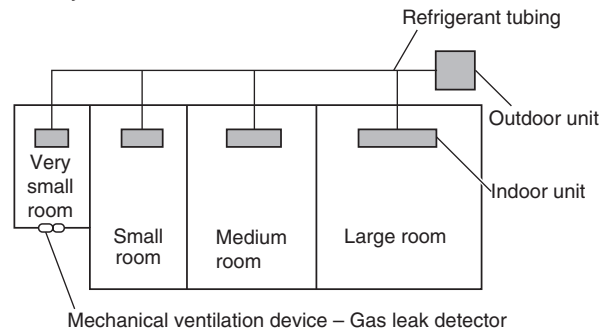 Refrigerant tubing
Outdoor unit
Indoor unit
Very
small
room
Small
room
Medium
room
Large room
Mechanical ventilation device – Gas leak detector